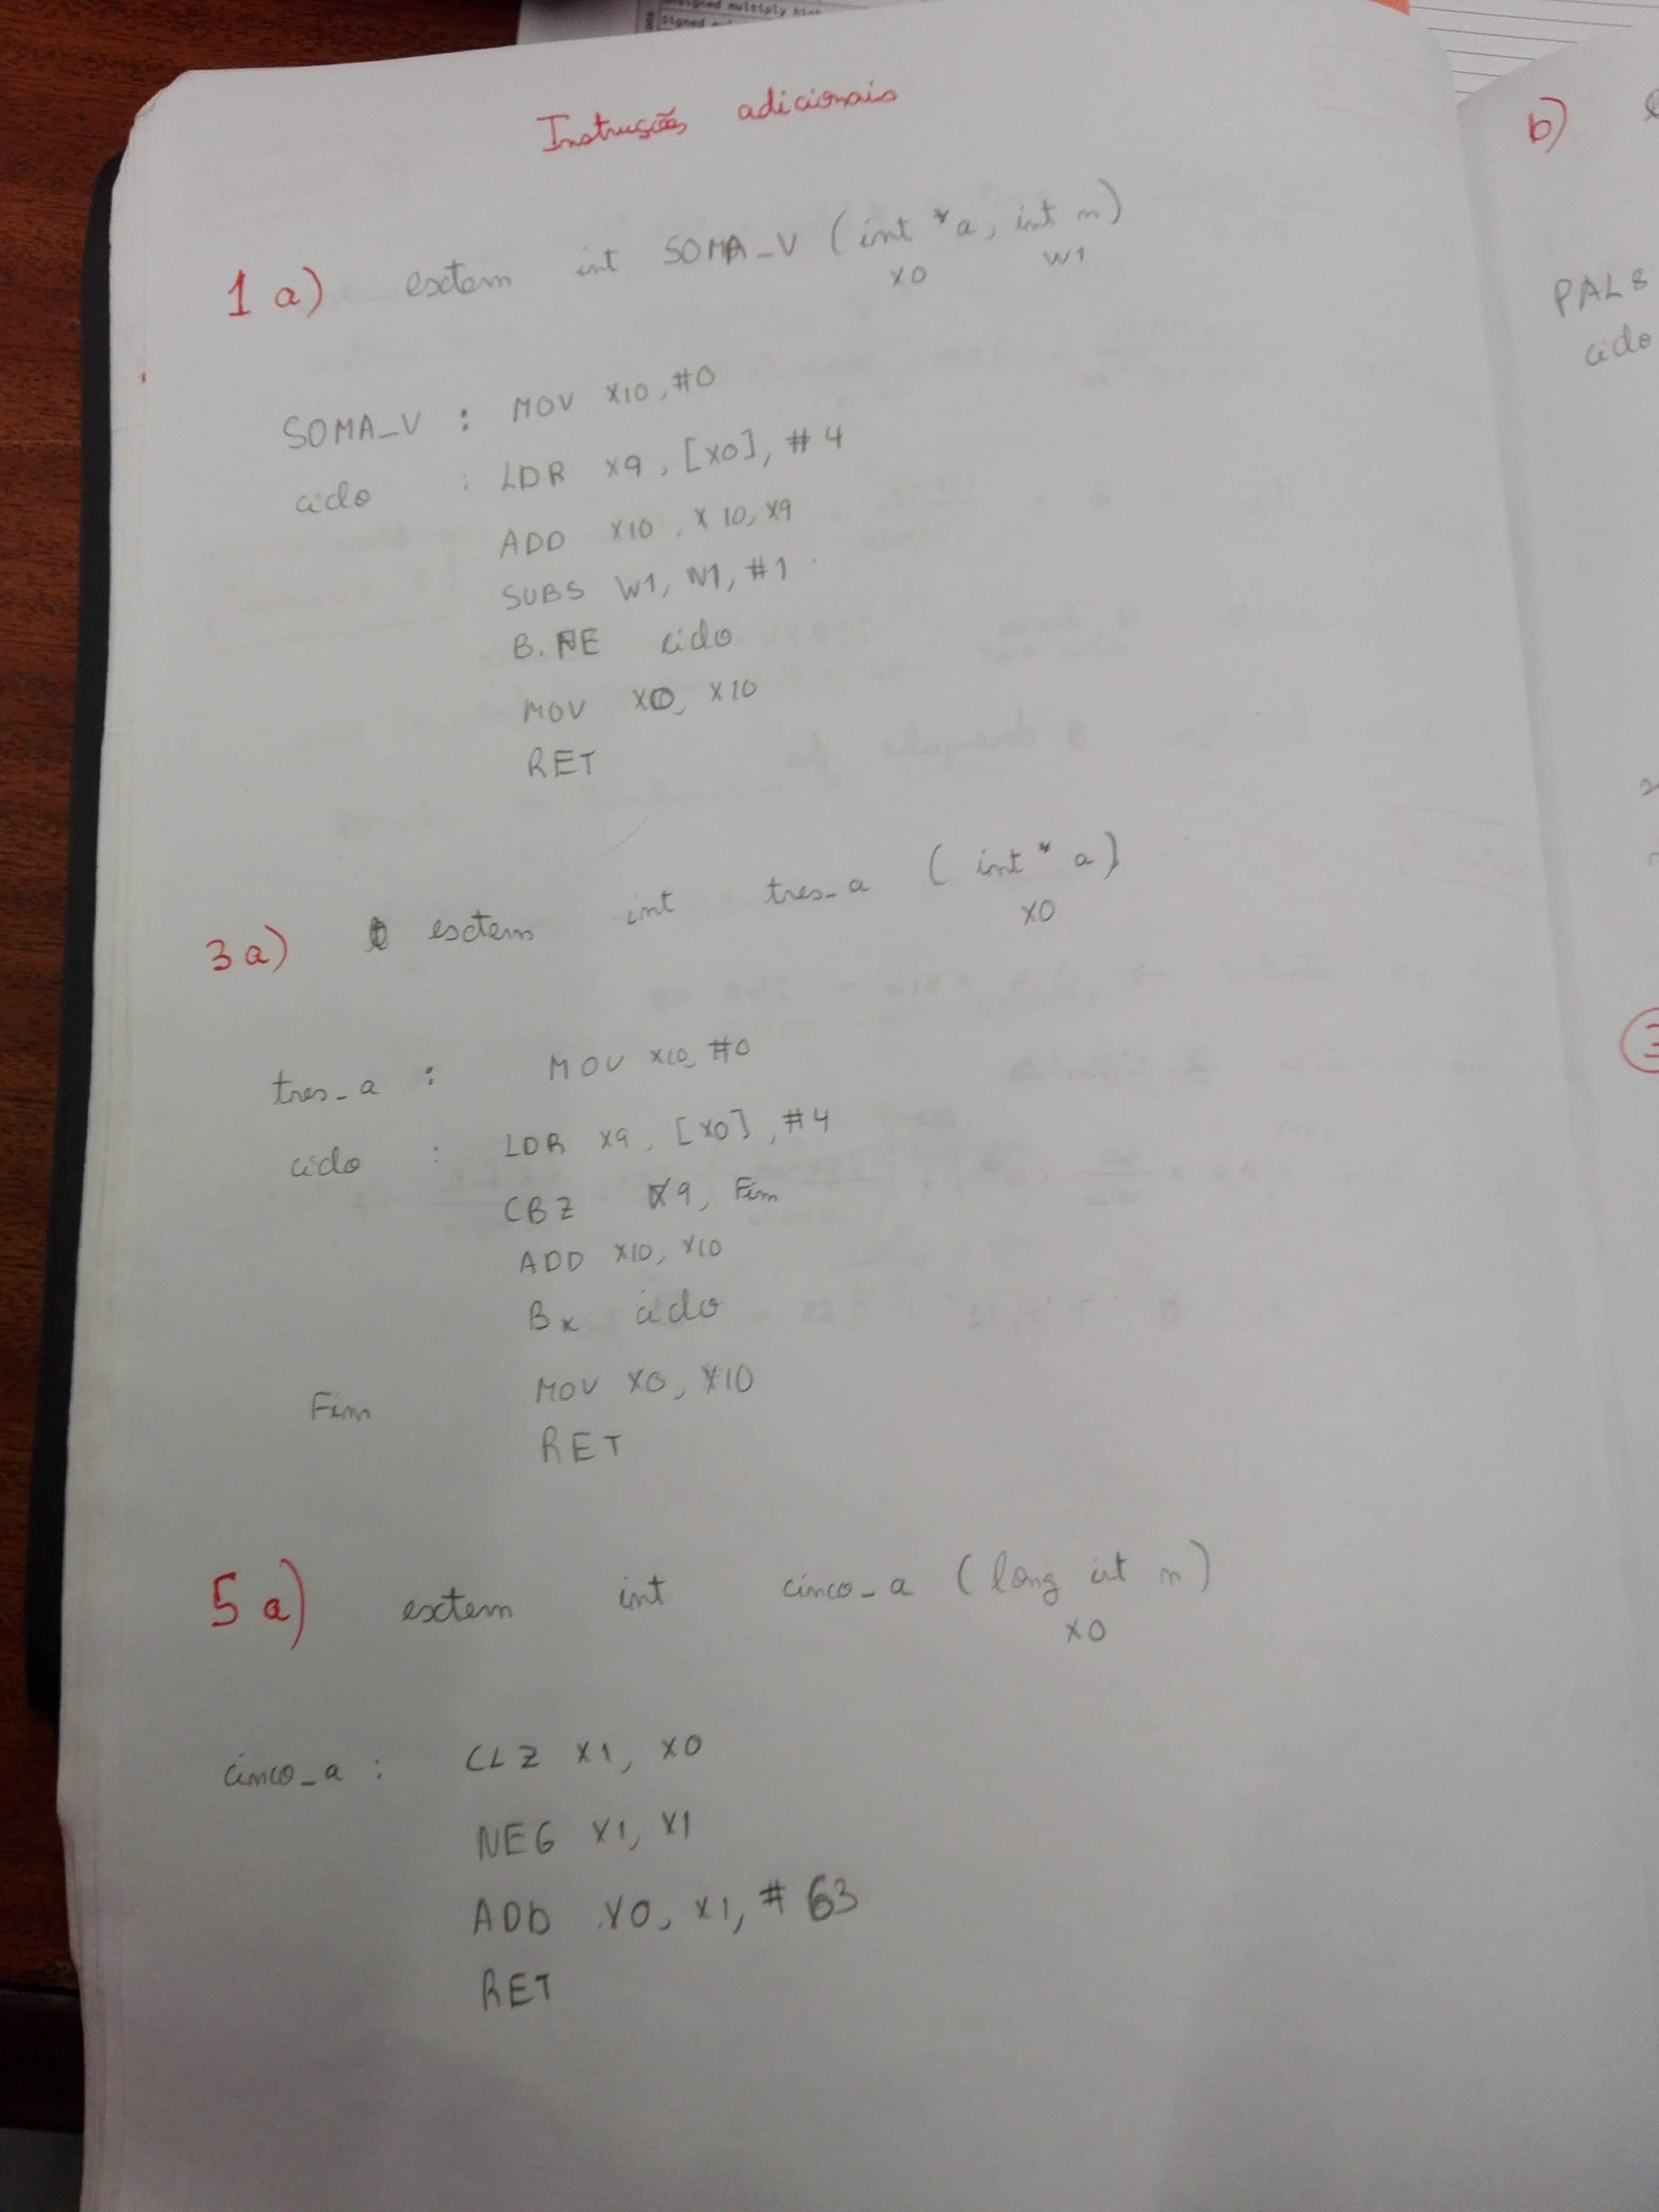 signed multiply
Signed
Instruções adicionais
1 a) extern int SOMA_V (int *a, int n)
X0 W1
SOMA_V : MOV X10, #0
ciclo : LDR X9, [X0], #4
ADD X10, X10, X9
SUBS W1, W1, #1
B.NE ciclo
MOV X0, X10
RET
3 a) extern int tres_a (int * a)
X0
tres_a : MOV X10, #0
ciclo : LDR X9, [X0], #4
CBZ X9, Fim
ADD X10, X10
B ciclo
Fim MOV X0, X10
RET
5 a) extern int cinco_a (long int n)
X0
cinco_a : CLZ X1, X0
NEG X1, X1
ADD X0, X1, #63
RET
b)
PAL8
ciclo
3